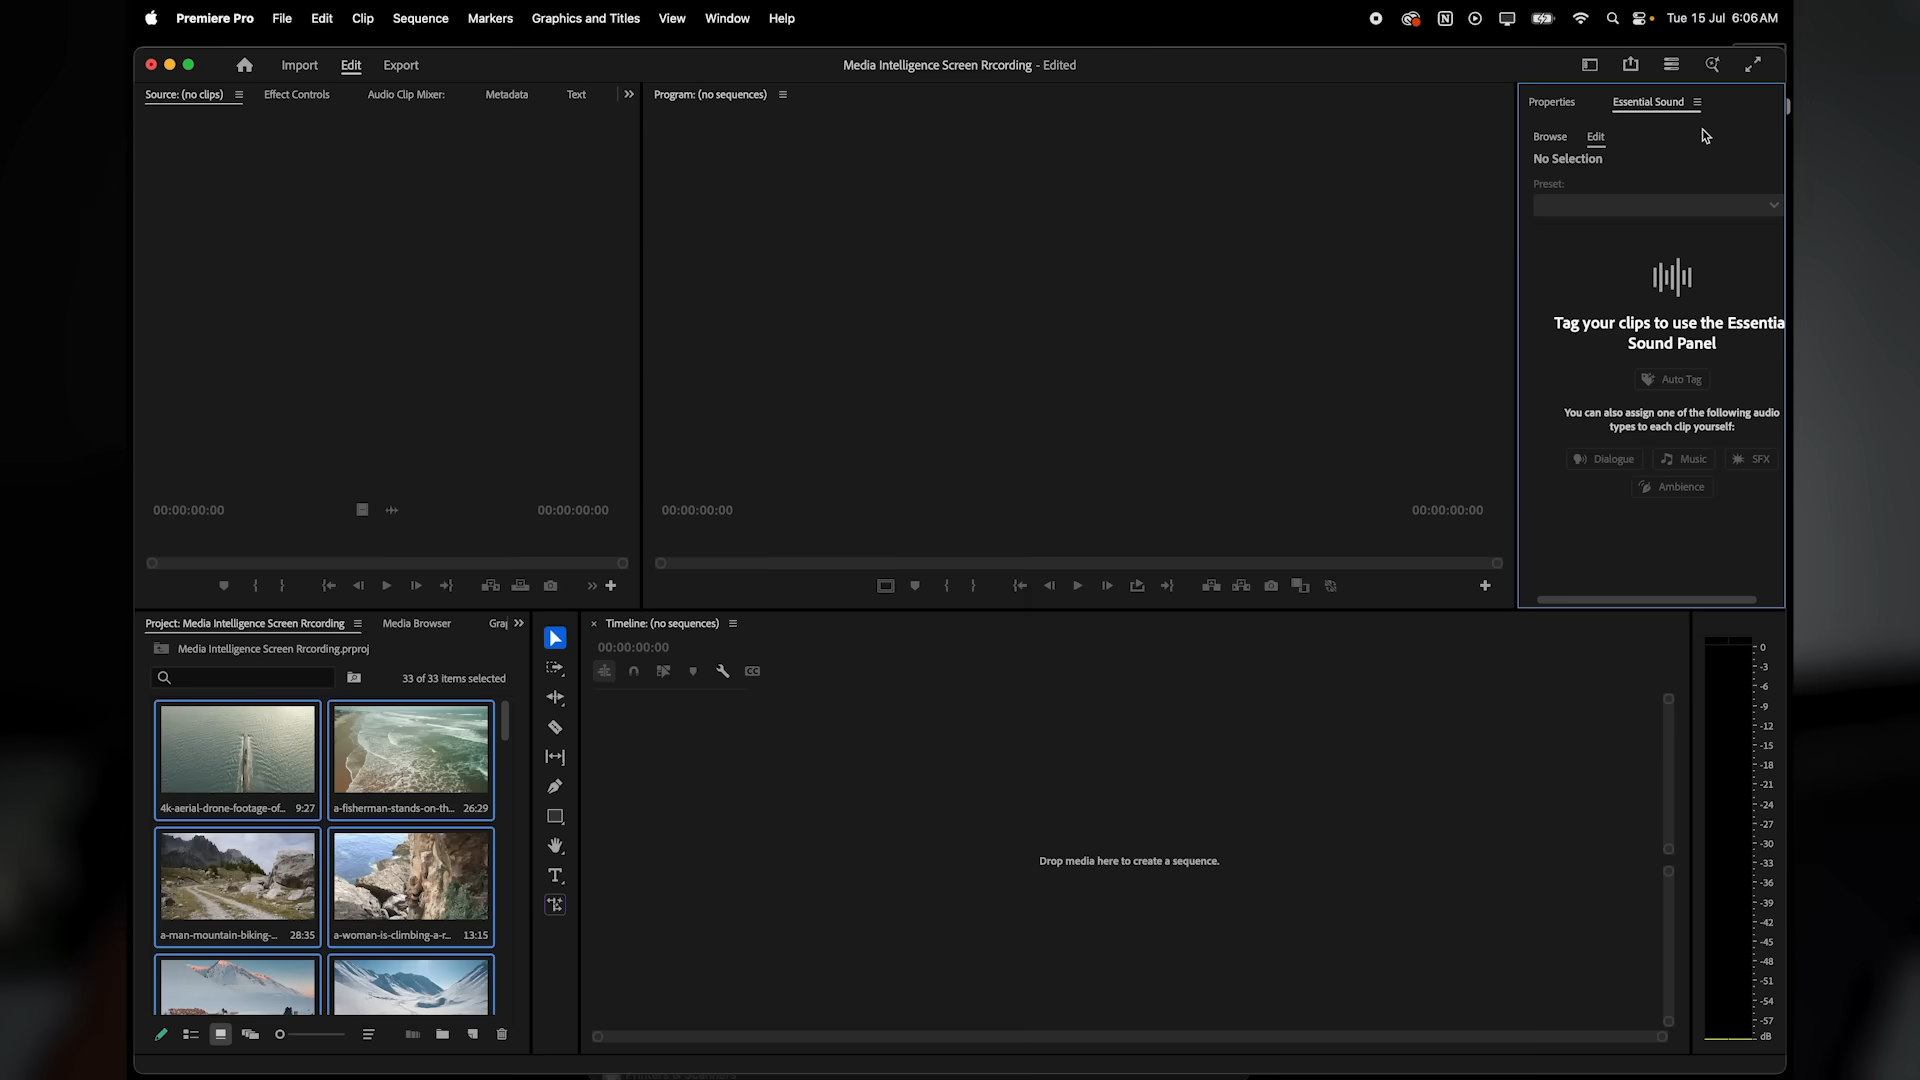 Premiere Pro File Edit Clip Sequence Markers Graphics and Titles View Window Help
Tue 15 Jul 6:06AM
Import Edit Export
Media Intelligence Screen Rrcording - Edited
Source: (no clips) Effect Controls Audio Clip Mixer: Metadata Text
Program: (no sequences)
Properties Essential Sound
Browse Edit
No Selection
Preset:
Tag your clips to use the Essentia
Sound Panel
Auto Tag
You can also assign one of the following audio
types to each clip yourself:
Dialogue Music SFX
Ambience
00:00:00:00 00:00:00:00
00:00:00:00 00:00:00:00
Project: Media Intelligence Screen Rrcording Media Browser Gra
Media Intelligence Screen Rrcording.prproj
33 of 33 items selected
4k-aerial-drone-footage-of... 9:27
a-fisherman-stands-on-th... 26:29
a-man-mountain-biking-... 28:35
a-woman-is-climbing-a-r... 13:15
Timeline: (no sequences)
00:00:00:00
CC
Drop media here to create a sequence.
0
-3
-6
-9
-12
-15
-18
-21
-24
-27
-30
-33
-36
-39
-42
-45
-48
-51
-54
-57
dB